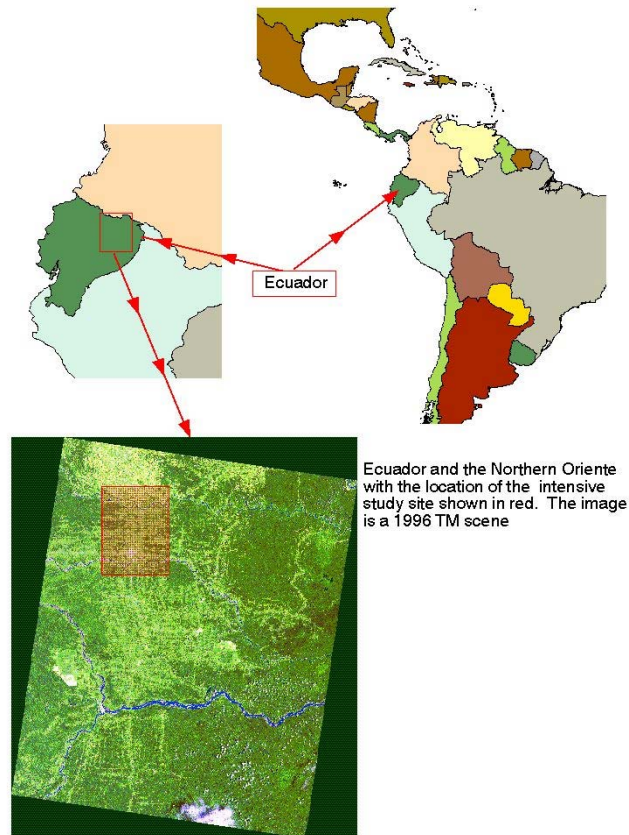 Ecuador
Ecuador and the Northern Oriente
with the location of the intensive
study site shown in red. The image
is a 1996 TM scene